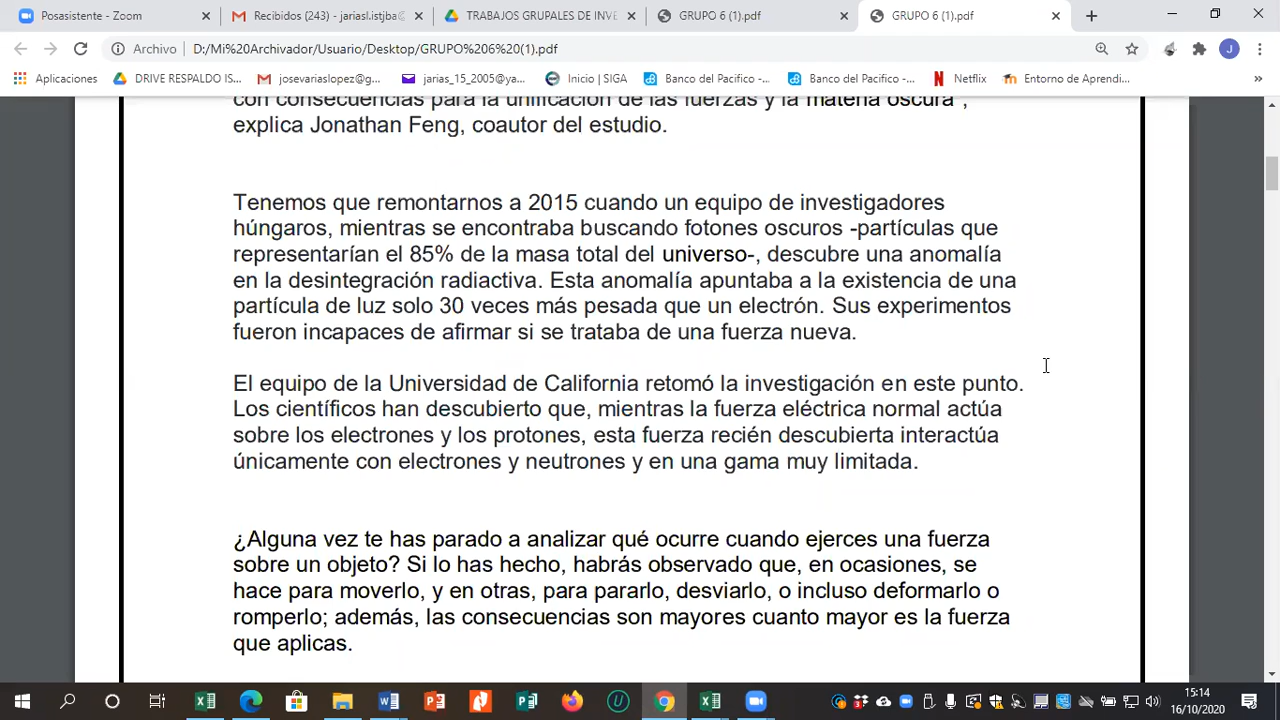 Posasistente - Zoom
Recibidos (243) - jariasl.istjba@
TRABAJOS GRUPALES DE INVE
GRUPO 6 (1).pdf
GRUPO 6 (1).pdf
Archivo
D:/Mi%20Archivador/Usuario/Desktop/GRUPO%206%20(1).pdf
J
Aplicaciones
DRIVE RESPALDO IS...
josevariaslopez@g...
jarias_15_2005@ya...
Inicio | SIGA
Banco del Pacifico -...
Banco del Pacifico -...
Netflix
Entorno de Aprendi...
»
con consecuencias para la unificación de las fuerzas y la materia oscura",
explica Jonathan Feng, coautor del estudio.
Tenemos que remontarnos a 2015 cuando un equipo de investigadores
húngaros, mientras se encontraba buscando fotones oscuros -partículas que
representarían el 85% de la masa total del universo-, descubre una anomalía
en la desintegración radiactiva. Esta anomalía apuntaba a la existencia de una
partícula de luz solo 30 veces más pesada que un electrón. Sus experimentos
fueron incapaces de afirmar si se trataba de una fuerza nueva.
El equipo de la Universidad de California retomó la investigación en este punto.
Los científicos han descubierto que, mientras la fuerza eléctrica normal actúa
sobre los electrones y los protones, esta fuerza recién descubierta interactúa
únicamente con electrones y neutrones y en una gama muy limitada.
¿Alguna vez te has parado a analizar qué ocurre cuando ejerces una fuerza
sobre un objeto? Si lo has hecho, habrás observado que, en ocasiones, se
hace para moverlo, y en otras, para pararlo, desviarlo, o incluso deformarlo o
romperlo; además, las consecuencias son mayores cuanto mayor es la fuerza
que aplicas.
15:14
16/10/2020